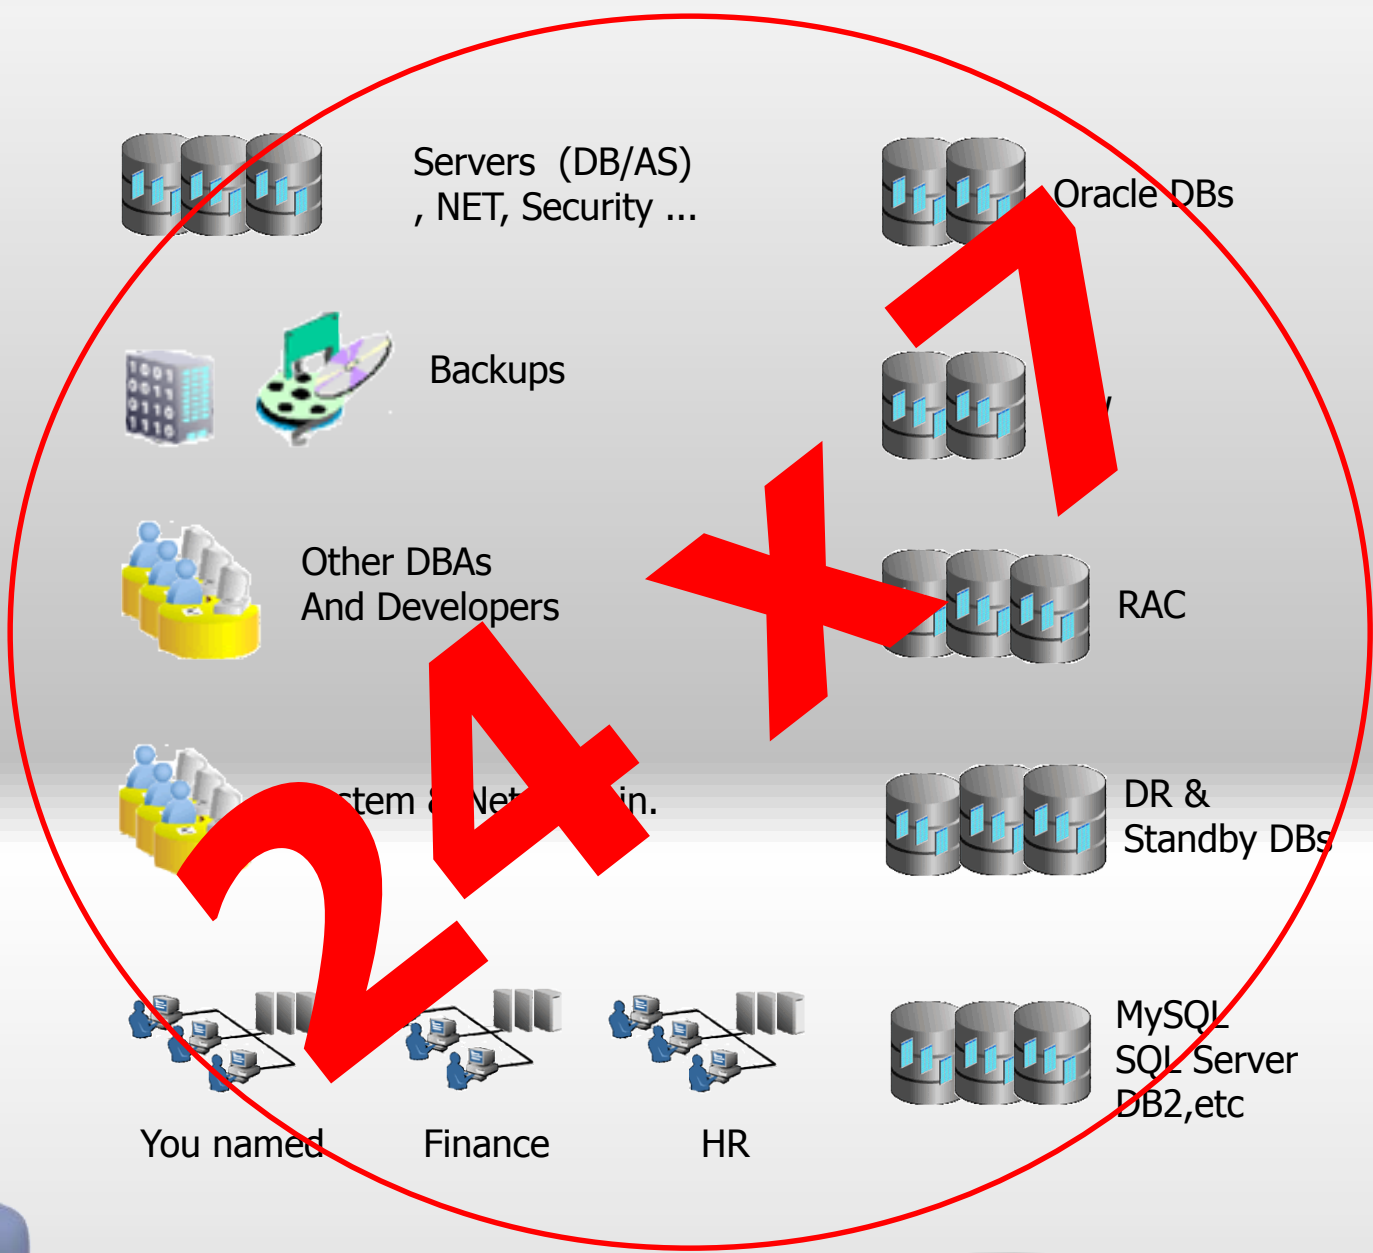 Servers (DB/AS)
, NET, Security ...
Oracle DBs
Backups
Other DBAs
And Developers
RAC
24 x 7
in.
DR &
Standby DBs
You named
Finance
HR
MySQL
SQL Server
DB2,etc